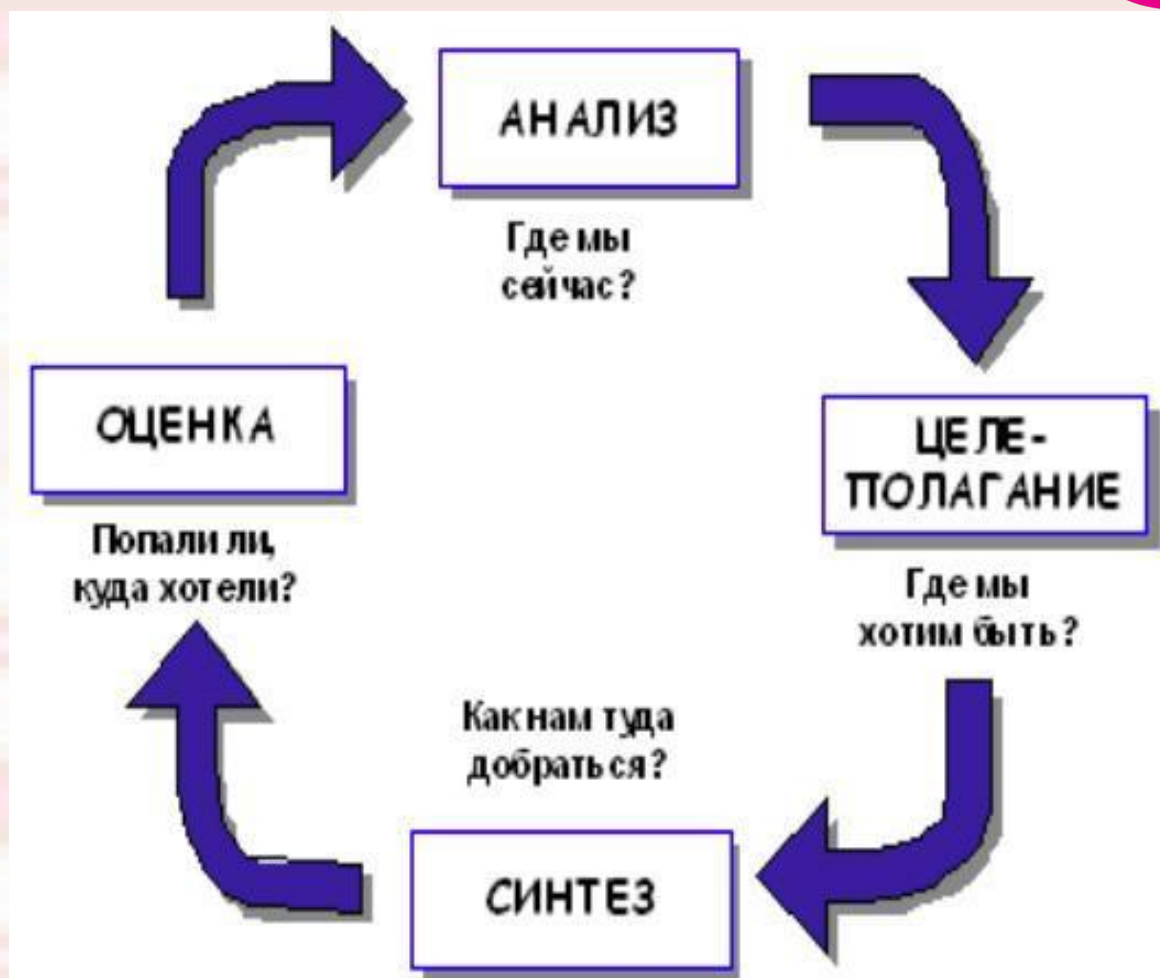 АНАЛИЗ
Где мы
сейчас?
ЦЕЛЕ-
ПОЛАГАНИЕ
Где мы
хотим быть?
Как нам туда
добраться?
СИНТЕЗ
ОЦЕНКА
Попали ли,
куда хотели?